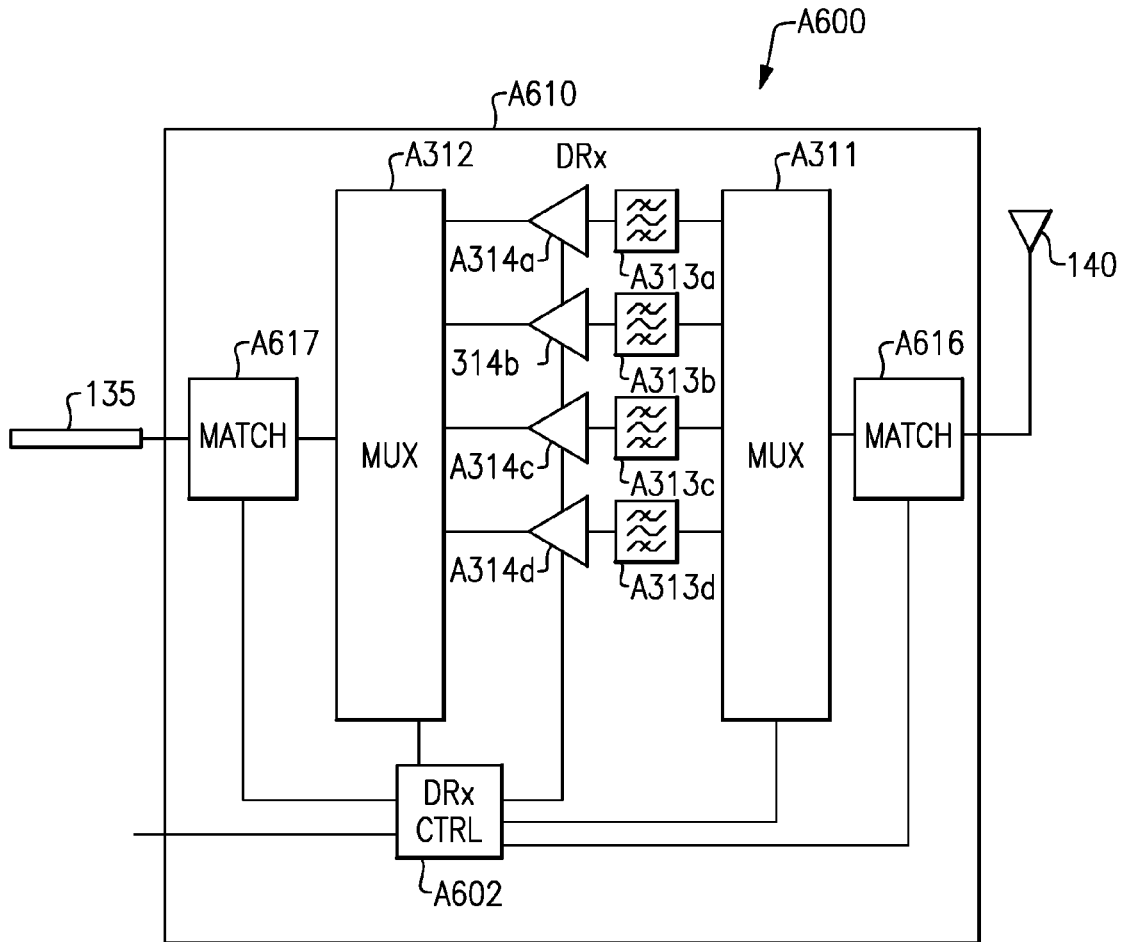 A600
A610
A312
DRx
A311
A314a
A313a
140
314b
A313b
A617
A616
135
MATCH
MUX
A314c
A313c
MUX
MATCH
A314d
A313d
DRx
CTRL
A602